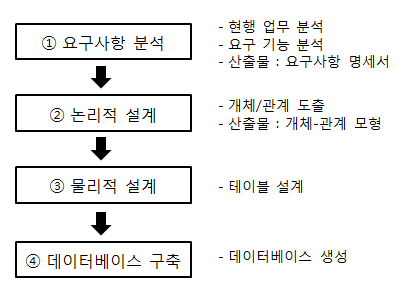 ① 요구사항 분석
- 현행 업무 분석
- 요구 기능 분석
- 산출물 : 요구사항 명세서
② 논리적 설계
- 개체/관계 도출
- 산출물 : 개체-관계 모형
③ 물리적 설계
- 테이블 설계
④ 데이터베이스 구축
- 데이터베이스 생성